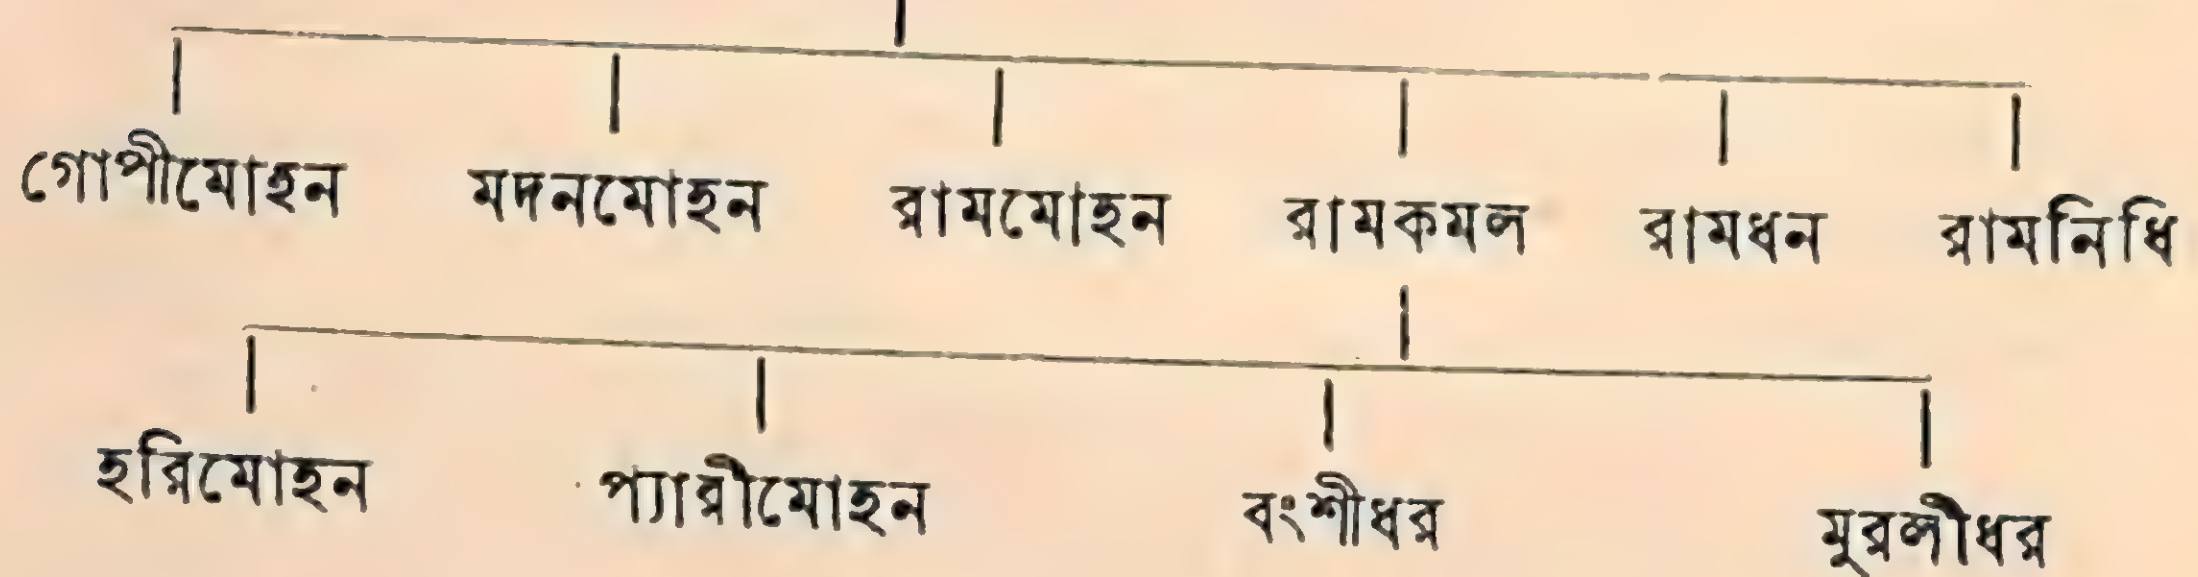 গোপীমোহন মদনমোহন রামমোহন রামকমল রামধন রামনিধি
হরিমোহন প্যারীমোহন বংশীধর মুরলীধর